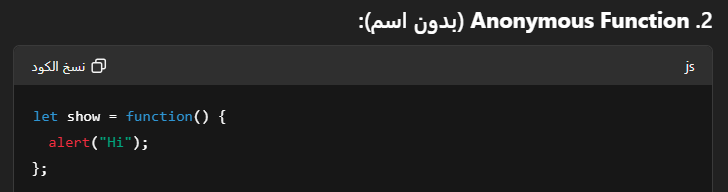 2. Anonymous Function (بدون اسم):
js
نسخ الكود
let show = function() {
  alert("Hi");
};